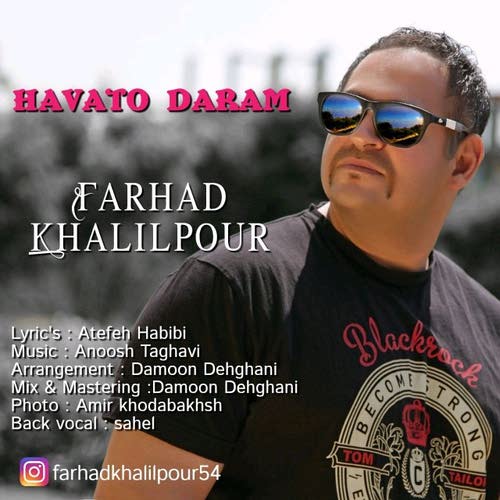 HAVATO DARAM
FARHAD
KHALILPOUR
Lyric's : Atefeh Habibi
Music : Anoosh Taghavi
Arrangement : Damoon Dehghani
Mix & Mastering :Damoon Dehghani
Photo : Amir khodabakhsh
Back vocal : sahel
farhadkhalilpour54
Blackrock
BECOME STRONG
TOM
TAILOR
C